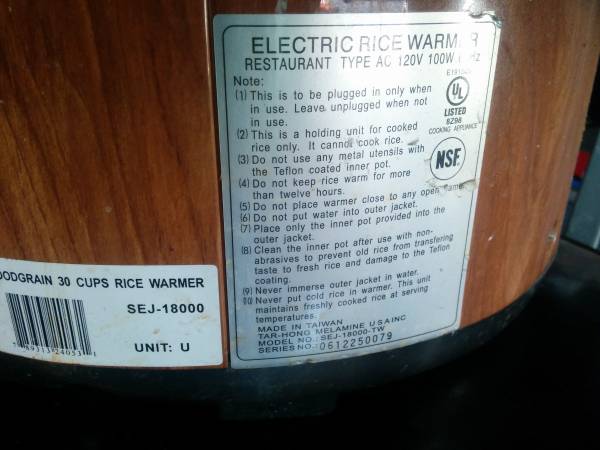 ELECTRIC RICE WARMER
RESTAURANT TYPE AC 120V 100W Hz
Note:
(1) This is to be plugged in only when
in use. Leave unplugged when not
in use.
(2) This is a holding unit for cooked
rice only. It cannot cook rice.
(3) Do not use any metal utensils with
the Teflon coated inner pot.
(4) Do not keep rice warm for more
than twelve hours.
(5) Do not place warmer close to any open flame.
(6) Do not put water into outer jacket.
(7) Place only the inner pot provided into the
outer jacket.
(8) Clean the inner pot after use with non-
abrasives to prevent old rice from transfering
taste to fresh rice and damage to the Teflon
coating.
(9) Never immerse outer jacket in water.
10) Never put cold rice in warmer. This unit
maintains freshly cooked rice at serving
temperatures.
MADE IN TAIWAN
TAR-HONG MELAMINE USA INC
MODEL NO.: SEJ-18000-TW
SERIES NO.: 0612250079
UL
LISTED
8Z98
COOKING APPLIANCE
NSF
OODGRAIN 30 CUPS RICE WARMER
SEJ-18000
UNIT: U